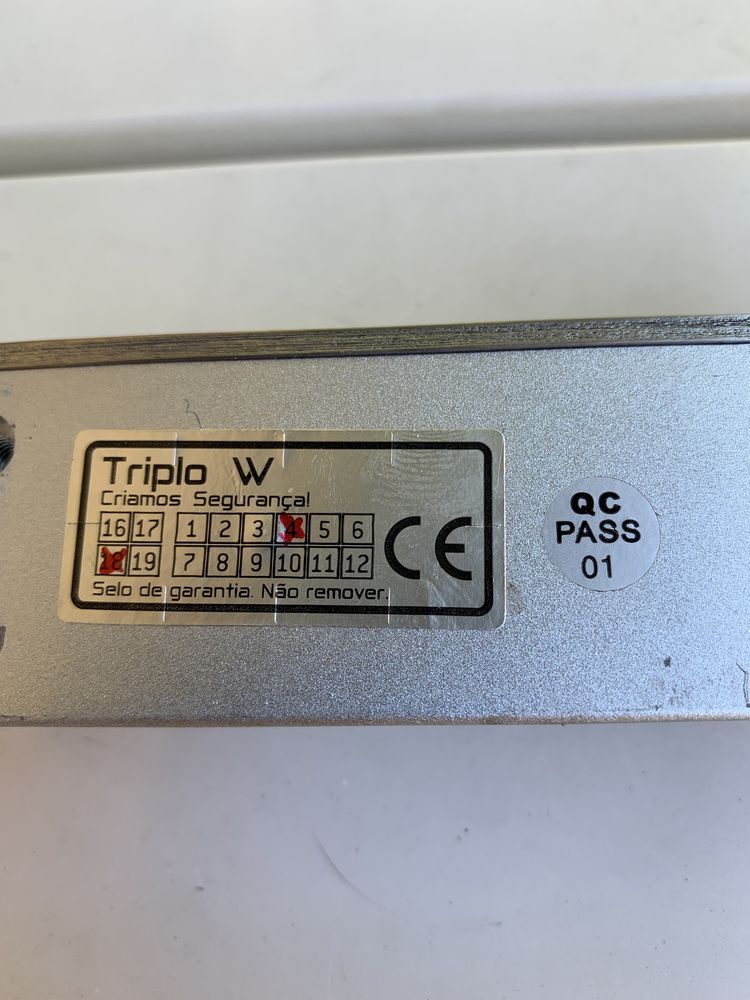 Triplo W
Criamos Segurança!
16 17 1 2 3 4 5 6
18 19 7 8 9 10 11 12
Selo de garantia. Não remover.
CE
QC
PASS
01